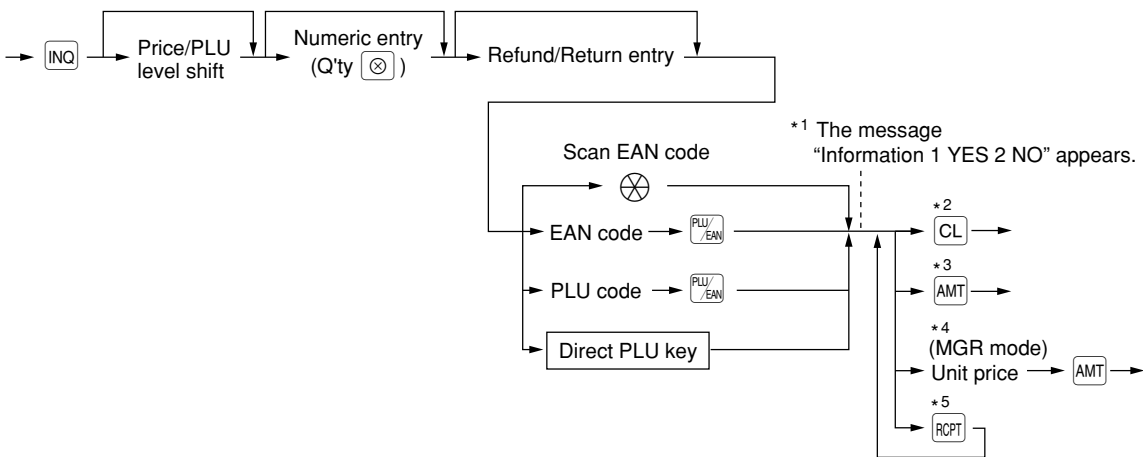 INQ
Price/PLU
level shift
Numeric entry
(Q'ty ⊗ )
Refund/Return entry
*1 The message
"Information 1 YES 2 NO" appears.
Scan EAN code
EAN code
PLU/EAN
*2
CL
PLU code
PLU/EAN
*3
AMT
Direct PLU key
*4
(MGR mode)
Unit price
AMT
*5
RCPT